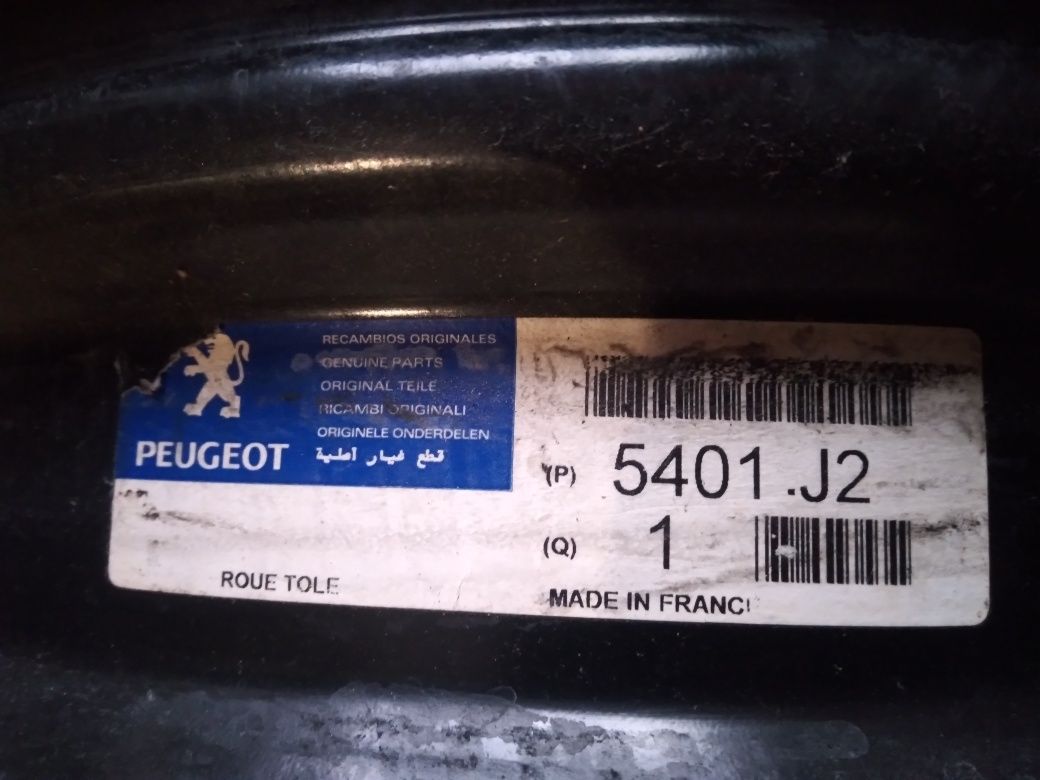 RECAMBIOS ORIGINALES
GENUINE PARTS
ORIGINAL TEILE
RICAMBI ORIGINALI
ORIGINELE ONDERDELEN
قطع غيار أصلية
PEUGEOT
ROUE TOLE
(P) 5401.J2
(Q) 1
MADE IN FRANC